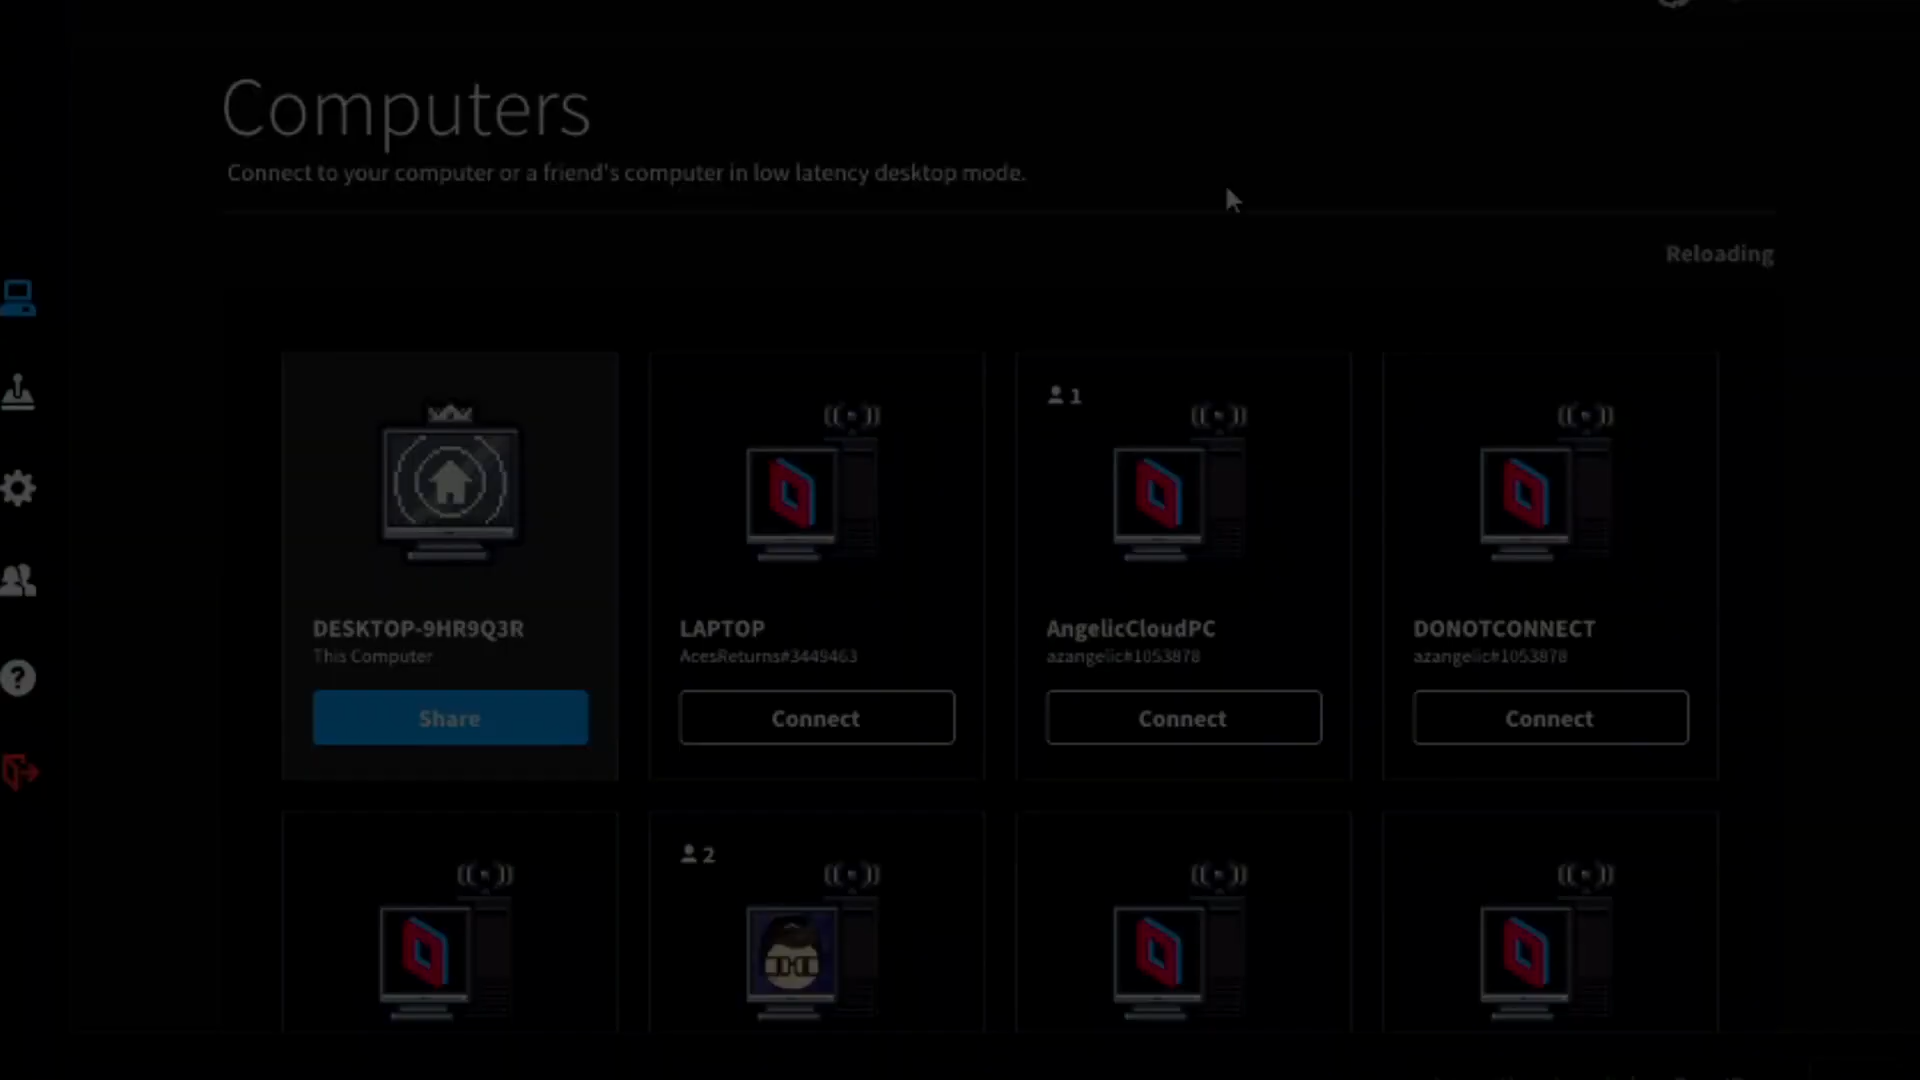 Computers
Connect to your computer or a friend's computer in low latency desktop mode.
Reloading
1
DESKTOP-9HR9Q3R
This Computer
Share
LAPTOP
AcesReturns#3449463
Connect
AngelicCloudPC
azangelic#1053878
Connect
DONOTCONNECT
azangelic#1053878
Connect
2